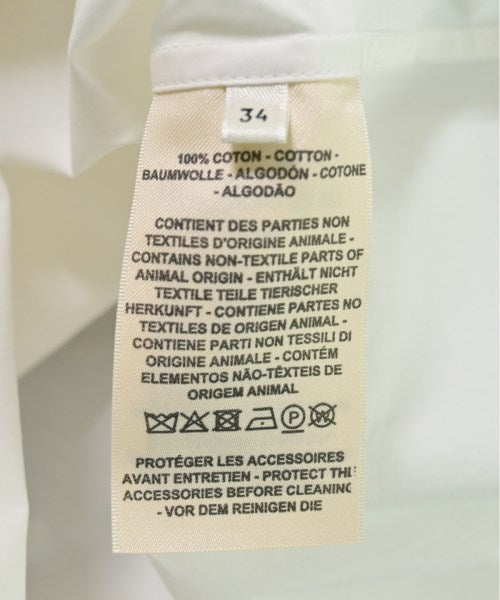 34
100% COTON - COTTON -
BAUMWOLLE - ALGODÓN - COTONE
- ALGODÃO
CONTIENT DES PARTIES NON
TEXTILES D'ORIGINE ANIMALE -
CONTAINS NON-TEXTILE PARTS OF
ANIMAL ORIGIN - ENTHÄLT NICHT
TEXTILE TEILE TIERISCHER
HERKUNFT - CONTIENE PARTES NO
TEXTILES DE ORIGEN ANIMAL -
CONTIENE PARTI NON TESSILI DI
ORIGINE ANIMALE - CONTÉM
ELEMENTOS NÃO-TÊXTEIS DE
ORIGEM ANIMAL
P W
PROTÉGER LES ACCESSOIRES
AVANT ENTRETIEN - PROTECT THE
ACCESSORIES BEFORE CLEANING
- VOR DEM REINIGEN DIE